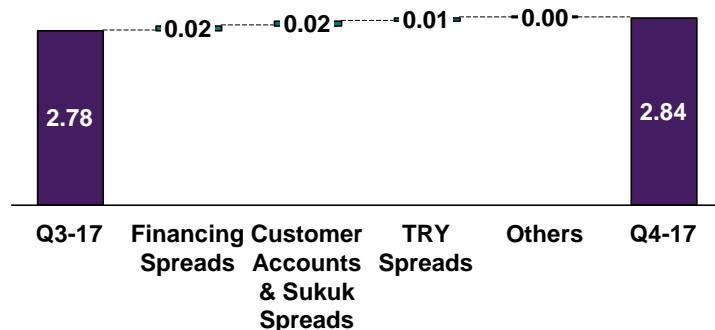 0.02 0.02 0.01 0.00
2.78 2.84
Q3-17 Financing Customer TRY Others Q4-17
Spreads Accounts Spreads
& Sukuk
Spreads